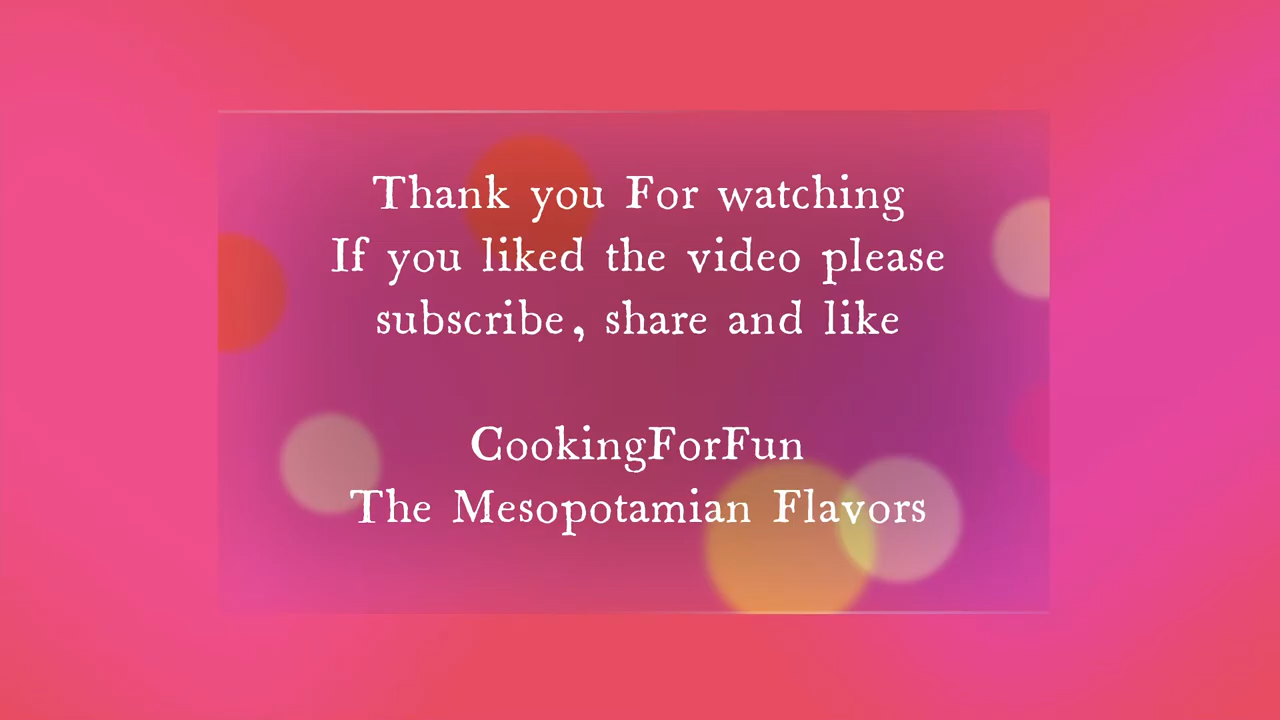 Thank you For watching
If you liked the video please
subscribe, share and like
CookingForFun
The Mesopotamian Flavors